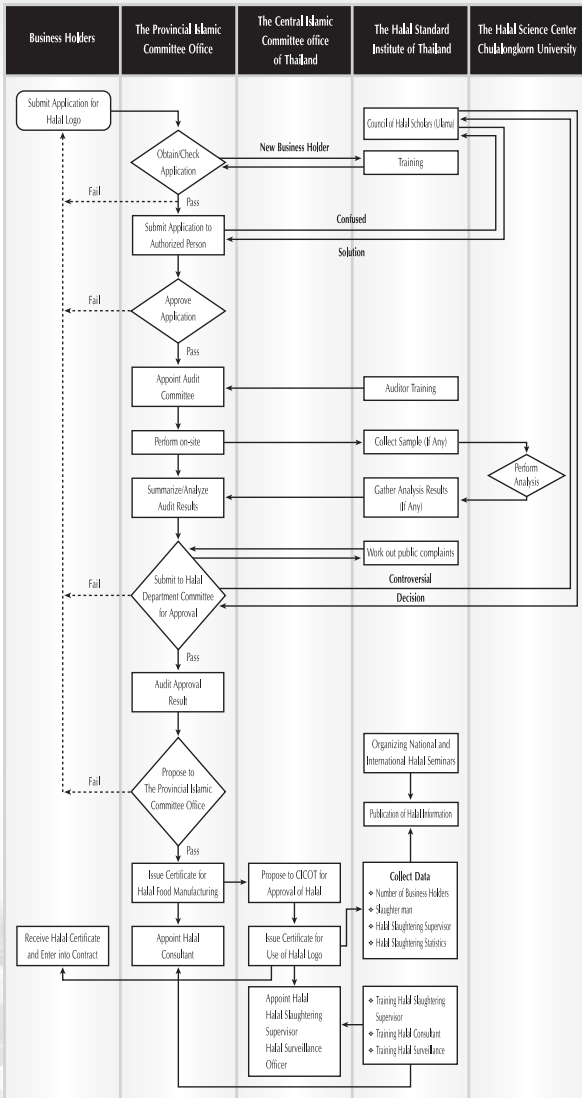 Business Holders
The Provincial Islamic
Committee Office
The Central Islamic
Committee office
of Thailand
The Halal Standard
Institute of Thailand
The Halal Science Center
Chulalongkorn University
Submit Application for
Halal Logo
Council of Halal Scholars (Ulama)
Obtain/Check
Application
New Business Holder
Training
Fail
Pass
Submit Application to
Authorized Person
Confused
Solution
Fail
Approve
Application
Pass
Appoint Audit
Committee
Auditor Training
Perform on-site
Collect Sample (If Any)
Perform
Analysis
Summarize/Analyze
Audit Results
Gather Analysis Results
(If Any)
Work out public complaints
Fail
Submit to Halal
Department Committee
for Approval
Controversial
Decision
Pass
Audit Approval
Result
Organizing National and
International Halal Seminars
Fail
Propose to
The Provincial Islamic
Committee Office
Publication of Halal Information
Pass
Issue Certificate for
Halal Food Manufacturing
Propose to CICOT for
Approval of Halal
Collect Data
❖ Number of Business Holders
❖ Slaughter man
❖ Halal Slaughtering Supervisor
❖ Halal Slaughtering Statistics
Receive Halal Certificate
and Enter into Contract
Appoint Halal
Consultant
Issue Certificate for
Use of Halal Logo
Appoint Halal
Halal Slaughtering
Supervisor
Halal Surveillance
Officer
❖ Training Halal Slaughtering
Supervisor
❖ Training Halal Consultant
❖ Training Halal Surveillance